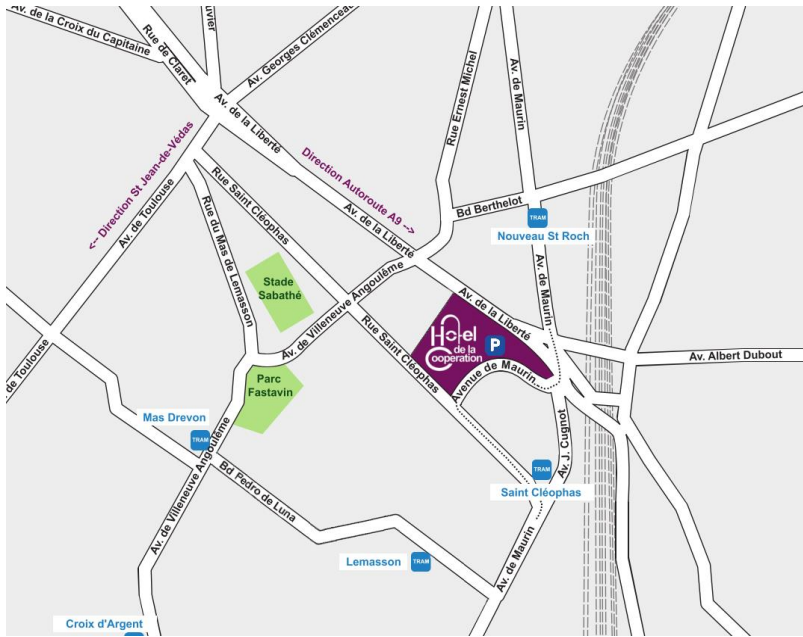 Av. de la Croix du Capitaine
Rue de Claret
uvier
Av. Georges Clémenceau
Av. de la Liberté
Rue Ernest Michel
Av. de Maurin
<-- Direction St Jean-de-Védas
Av. de Toulouse
Direction Autoroute A9 -->
Rue Saint Cléophas
Rue du Mas de Lemasson
Av. de la Liberté
Bd Berthelot
TRAM
Nouveau St Roch
Av. de Maurin
Stade
Sabathé
Av. de Villeneuve Angoulême
Av. de la Liberté
Rue Saint Cléophas
Hotel
de la
Cooperation
P
Avenue de Maurin
Av. Albert Dubout
de Toulouse
Parc
Fastavin
Mas Drevon
TRAM
Av. de Villeneuve Angoulême
Bd Pedro de Luna
Av. J. Cugnot
TRAM
Saint Cléophas
Av. de Maurin
Lemasson
TRAM
Croix d'Argent
TRAM